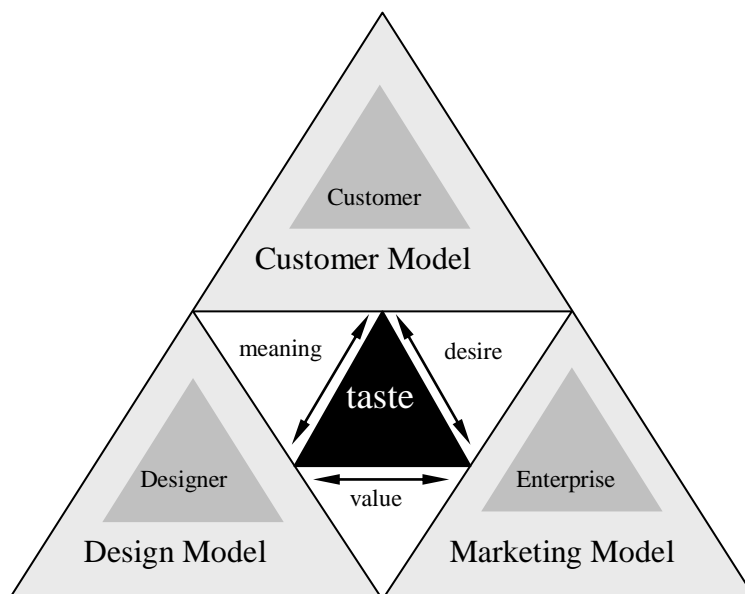 Customer
Customer Model
meaning
desire
taste
Designer
Enterprise
value
Design Model
Marketing Model